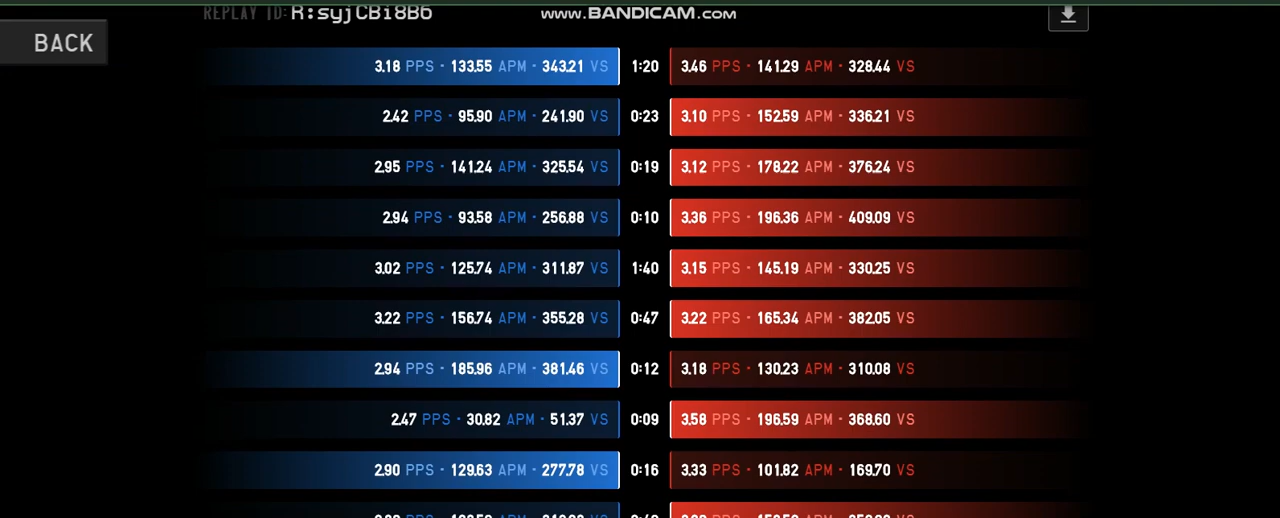 REPLAY ID: R:syjCBi8B6 www.BANDICAM.com
BACK
3.18 PPS · 133.55 APM · 343.21 VS 1:20 3.46 PPS · 141.29 APM · 328.44 VS
2.42 PPS · 95.90 APM · 241.90 VS 0:23 3.10 PPS · 152.59 APM · 336.21 VS
2.95 PPS · 141.24 APM · 325.54 VS 0:19 3.12 PPS · 178.22 APM · 376.24 VS
2.94 PPS · 93.58 APM · 256.88 VS 0:10 3.36 PPS · 196.36 APM · 409.09 VS
3.02 PPS · 125.74 APM · 311.87 VS 1:40 3.15 PPS · 145.19 APM · 330.25 VS
3.22 PPS · 156.74 APM · 355.28 VS 0:47 3.22 PPS · 165.34 APM · 382.05 VS
2.94 PPS · 185.96 APM · 381.46 VS 0:12 3.18 PPS · 130.23 APM · 310.08 VS
2.47 PPS · 30.82 APM · 51.37 VS 0:09 3.58 PPS · 196.59 APM · 368.60 VS
2.90 PPS · 129.63 APM · 277.78 VS 0:16 3.33 PPS · 101.82 APM · 169.70 VS
PPS · APM · VS PPS · APM · VS